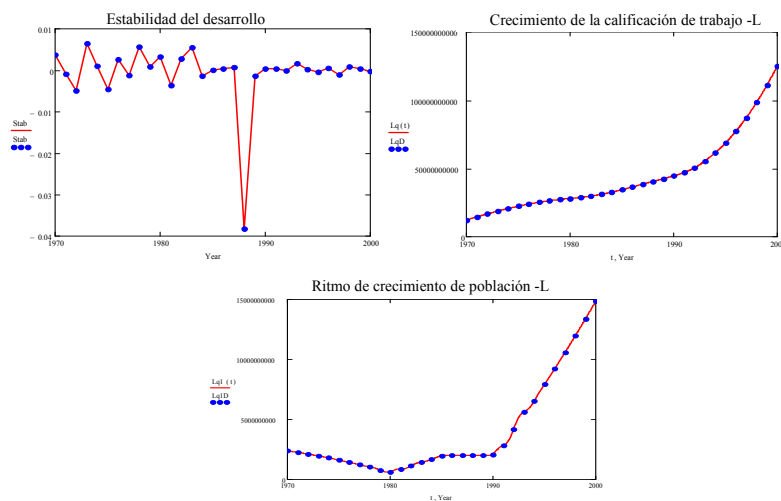 Estabilidad del desarrollo
0.01
0
− 0.01
− 0.02
− 0.03
− 0.04
Stab
Stab
1970 1980 1990 2000
Year
Crecimiento de la calificación de trabajo -L
150000000000
100000000000
50000000000
0
Lq (t)
LqD
1970 1980 1990 200
t , Year
Ritmo de crecimiento de población -L
15000000000
10000000000
5000000000
0
Lq1 (t)
Lq1D
1970 1980 1990 2000
t , Year